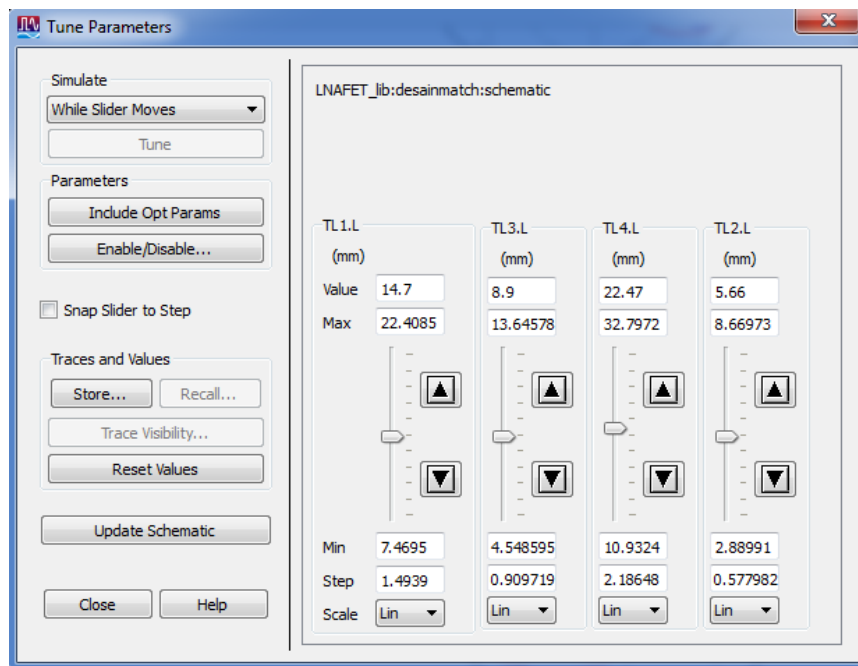 Tune Parameters
Simulate
While Slider Moves
Tune
Parameters
Include Opt Params
Enable/Disable...
Snap Slider to Step
Traces and Values
Store... Recall...
Trace Visibility...
Reset Values
Update Schematic
Close Help
LNAFET_lib:desainmatch:schematic
TL1.L TL3.L TL4.L TL2.L
(mm) (mm) (mm) (mm)
Value 14.7 8.9 22.47 5.66
Max 22.4085 13.64578 32.7972 8.66973
Min 7.4695 4.548595 10.9324 2.88991
Step 1.4939 0.909719 2.18648 0.577982
Scale Lin Lin Lin Lin